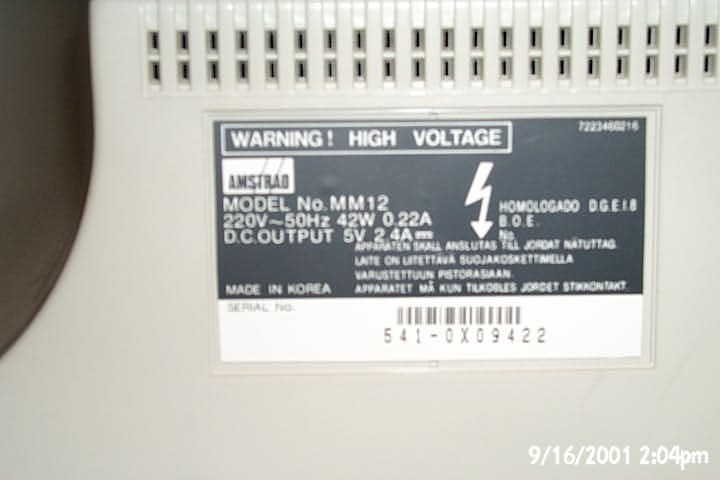 WARNING! HIGH VOLTAGE
7223460216
AMSTRAD
MODEL No. MM12
220V~50Hz 42W 0.22A
D.C.OUTPUT 5V 2.4A
HOMOLOGADO D.G.E.I.8
B.O.E.
No.
APPARATEN SKALL ANSLUTAS TILL JORDAT NÄTUTTAG.
LAITE ON LIITETTÄVÄ SUOJAKOSKETTIMELLA
VARUSTETTUUN PISTORASIAAN.
MADE IN KOREA
APPARATET MÅ KUN TILKOBLES JORDET STIKKONTAKT.
SERIAL No.
541-0X09422
9/16/2001 2:04pm